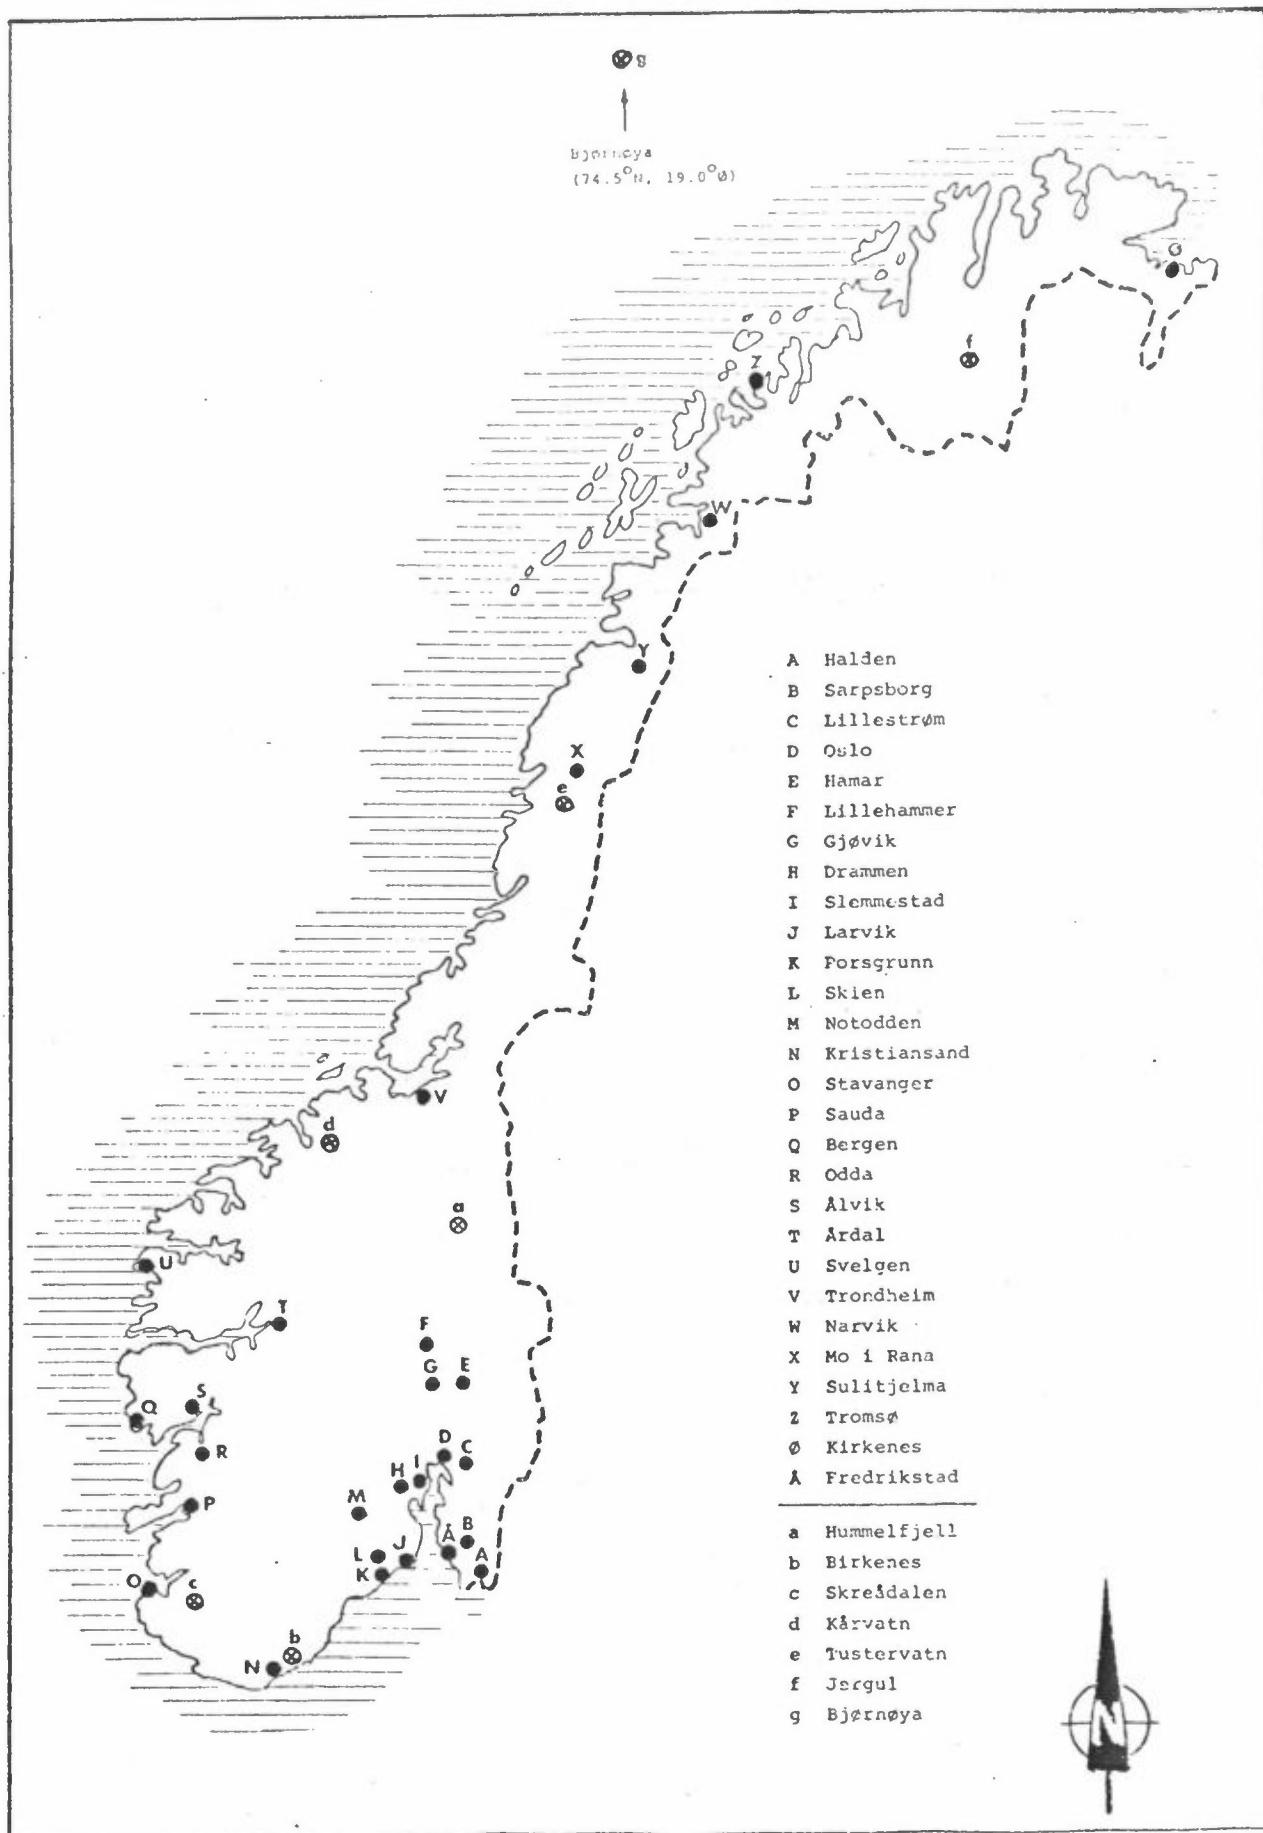 g
Bjørnøya
(74.5°N, 19.0°Ø)
Ø
f
Z
W
Y
X
e
V
d
a
U
T
F
G E
S
Q
R
D
C
I
H
P
M
B
Å
J
L
A
K
O
c
b
N
A Halden
B Sarpsborg
C Lillestrøm
D Oslo
E Hamar
F Lillehammer
G Gjøvik
H Drammen
I Slemmestad
J Larvik
K Porsgrunn
L Skien
M Notodden
N Kristiansand
O Stavanger
P Sauda
Q Bergen
R Odda
S Ålvik
T Årdal
U Svelgen
V Trondheim
W Narvik
X Mo i Rana
Y Sulitjelma
Z Tromsø
Ø Kirkenes
Å Fredrikstad
a Hummelfjell
b Birkenes
c Skreådalen
d Kårvatn
e Tustervatn
f Jergul
g Bjørnøya
N